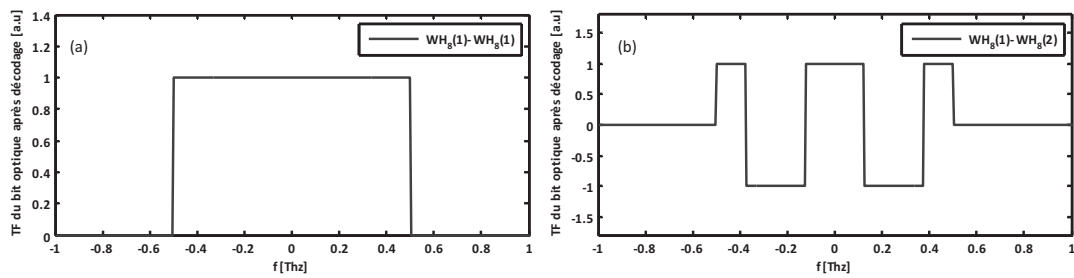 TF du bit optique après décodage [a.u]
1.4
1.2
1
0.8
0.6
0.4
0.2
0
(a)
WH8(1)- WH8(1)
-1 -0.8 -0.6 -0.4 -0.2 0 0.2 0.4 0.6 0.8 1
f [Thz]
TF du bit optique après décodage [a.u]
1.5
1
0.5
0
-0.5
-1
-1.5
(b)
WH8(1)- WH8(2)
-1 -0.8 -0.6 -0.4 -0.2 0 0.2 0.4 0.6 0.8 1
f [Thz]